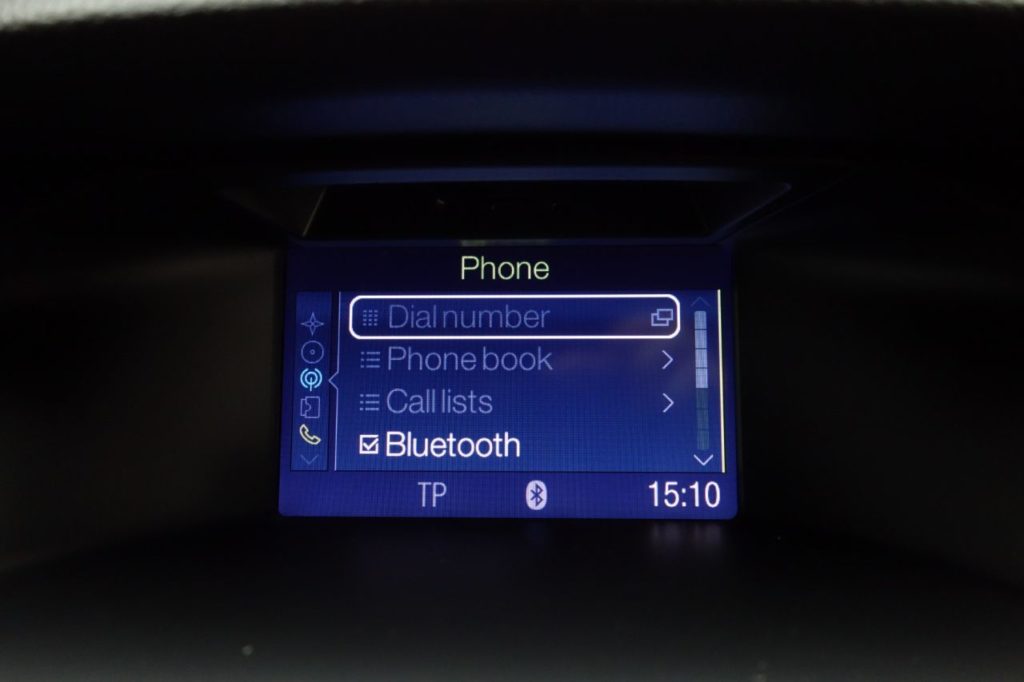 Phone
Dial number
Phone book
Call lists
Bluetooth
TP 15:10